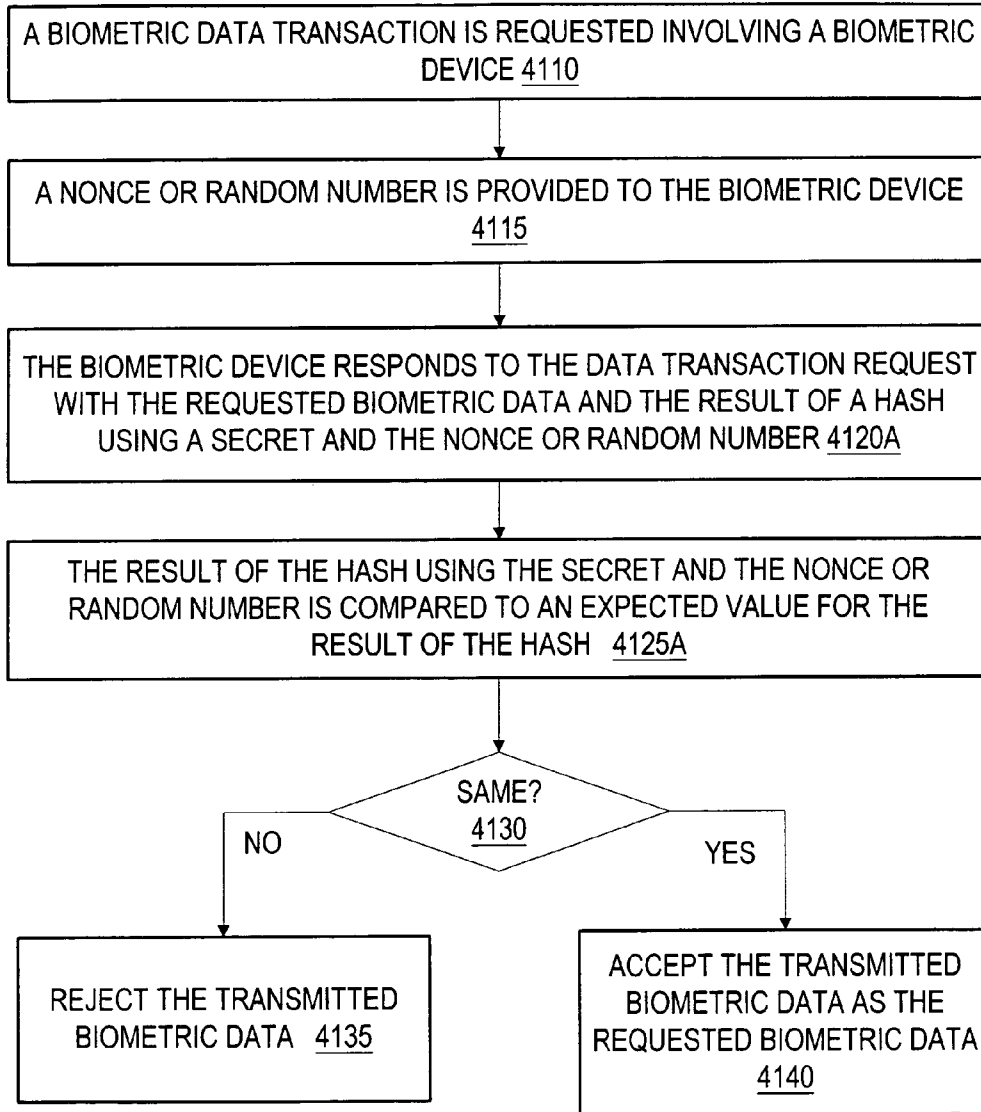 A BIOMETRIC DATA TRANSACTION IS REQUESTED INVOLVING A BIOMETRIC
DEVICE 4110
A NONCE OR RANDOM NUMBER IS PROVIDED TO THE BIOMETRIC DEVICE
4115
THE BIOMETRIC DEVICE RESPONDS TO THE DATA TRANSACTION REQUEST
WITH THE REQUESTED BIOMETRIC DATA AND THE RESULT OF A HASH
USING A SECRET AND THE NONCE OR RANDOM NUMBER 4120A
THE RESULT OF THE HASH USING THE SECRET AND THE NONCE OR
RANDOM NUMBER IS COMPARED TO AN EXPECTED VALUE FOR THE
RESULT OF THE HASH 4125A
SAME?
4130
NO
YES
REJECT THE TRANSMITTED
BIOMETRIC DATA 4135
ACCEPT THE TRANSMITTED
BIOMETRIC DATA AS THE
REQUESTED BIOMETRIC DATA
4140